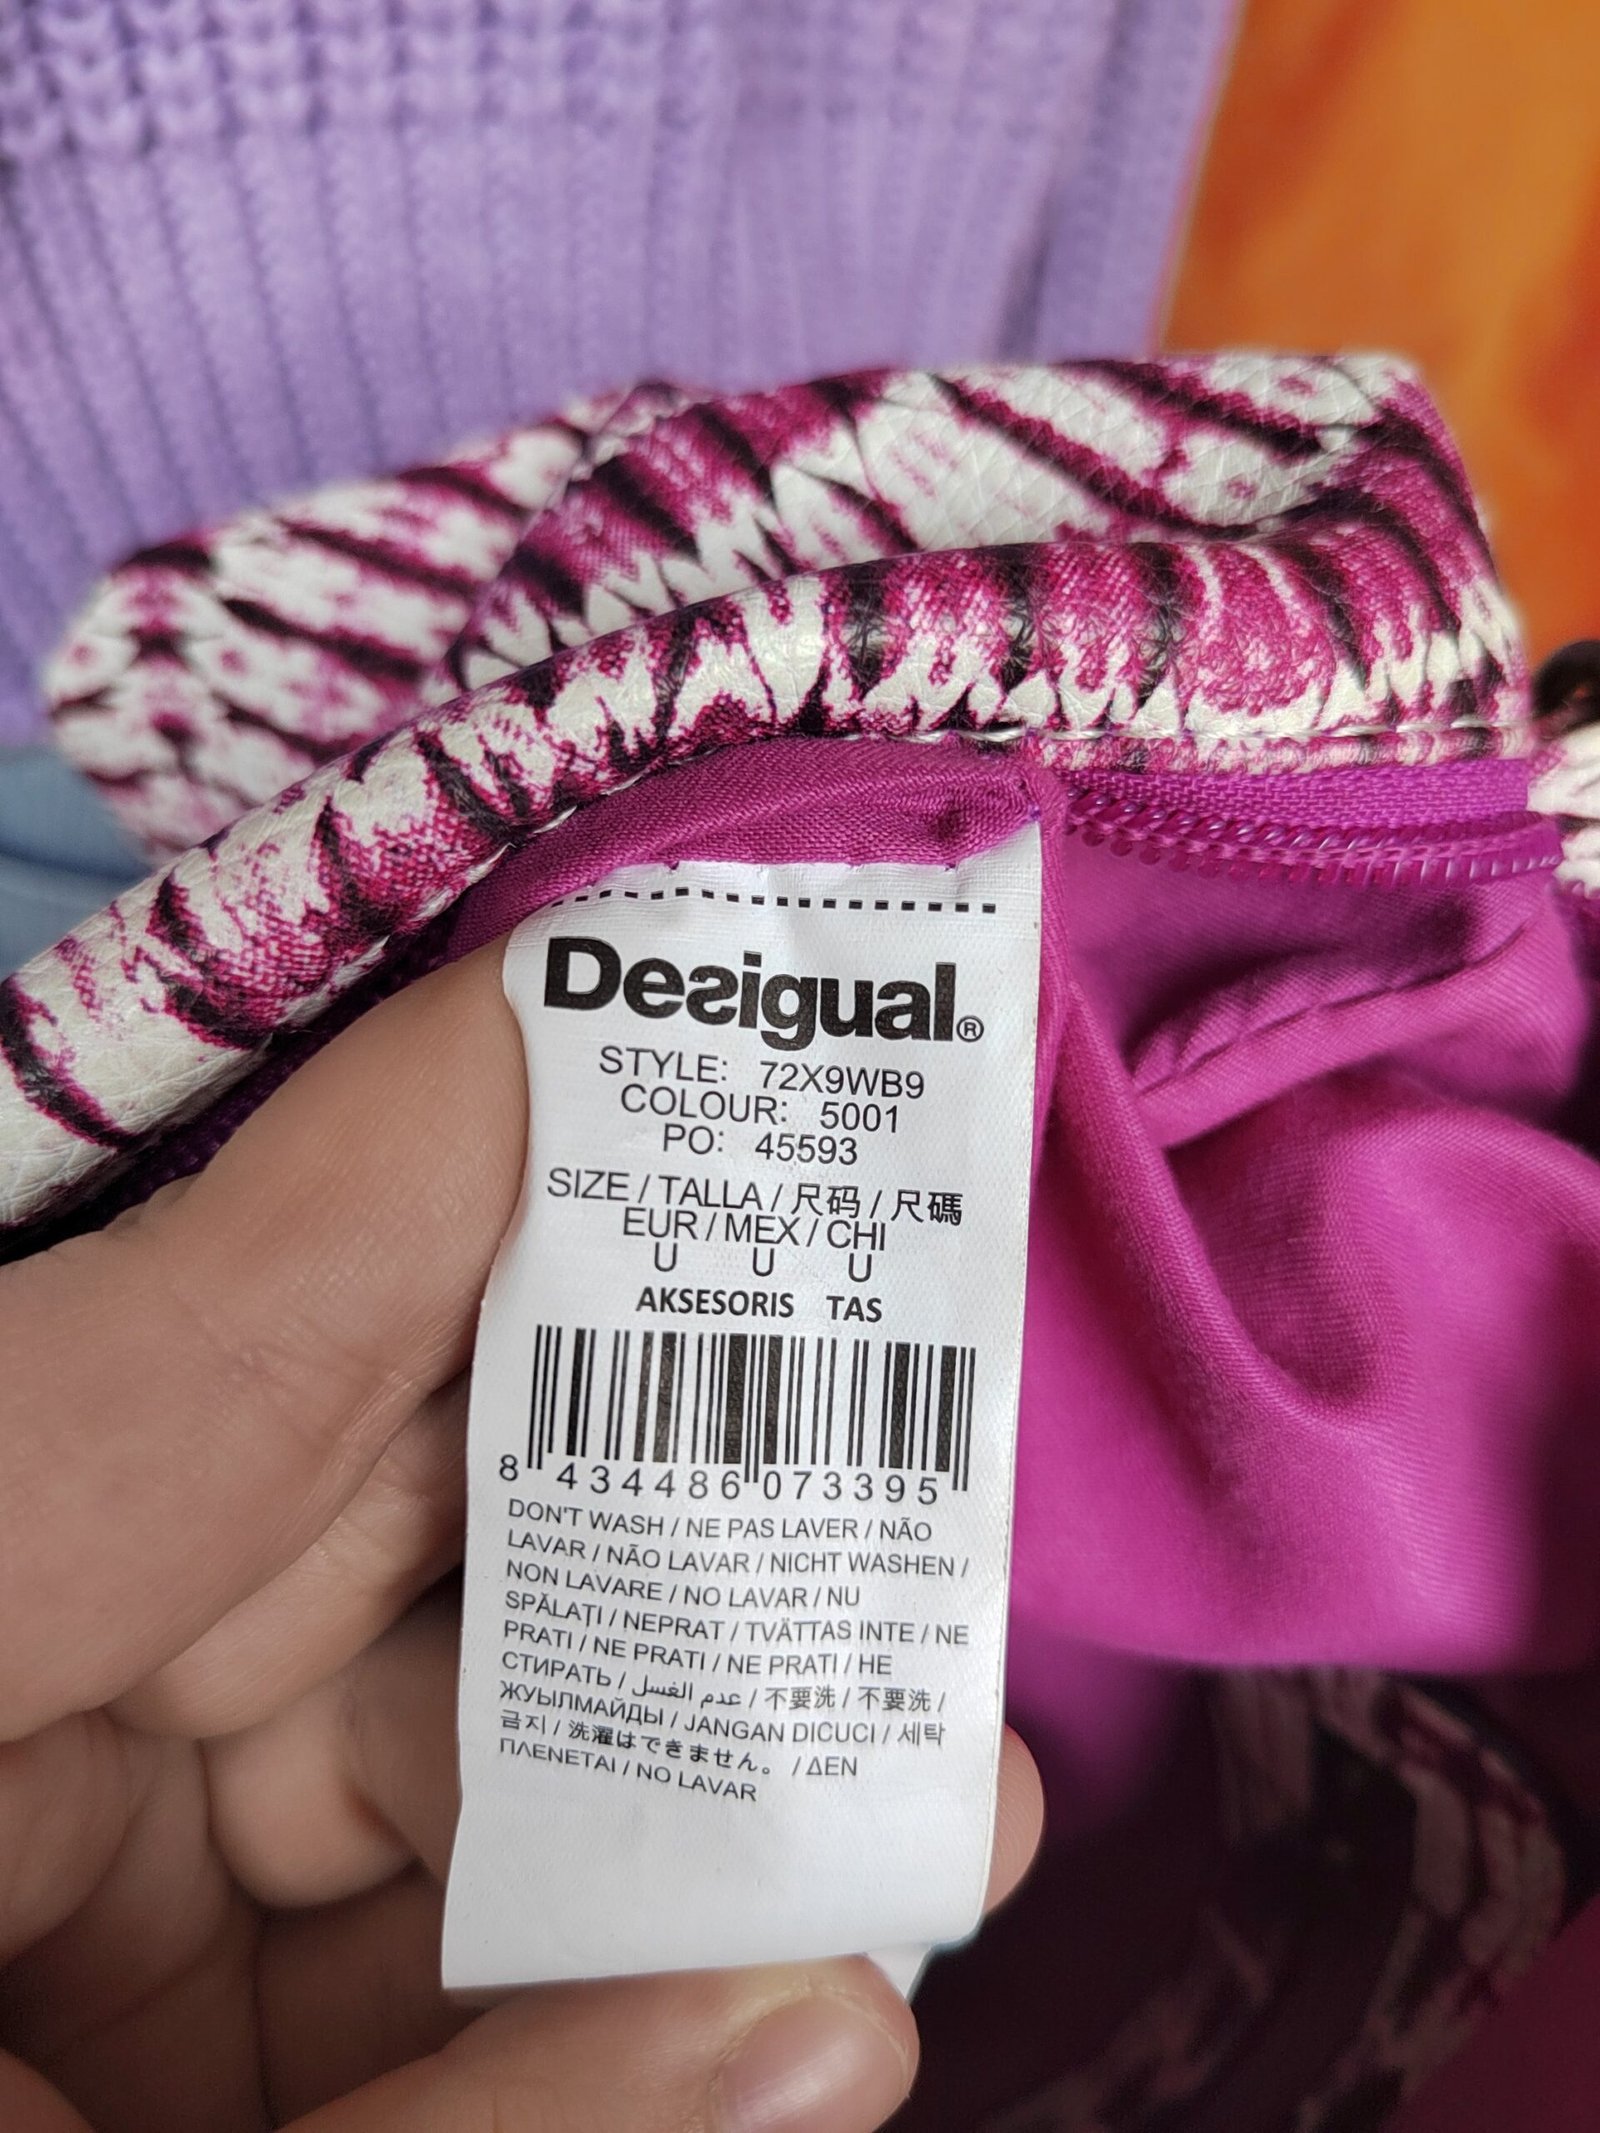 Desigual®
STYLE: 72X9WB9
COLOUR: 5001
PO: 45593
SIZE / TALLA / 尺码 / 尺碼
EUR / MEX / CHI
U U U
AKSESORIS TAS
8 434486 073395
DON'T WASH / NE PAS LAVER / NÃO
LAVAR / NÃO LAVAR / NICHT WASHEN /
NON LAVARE / NO LAVAR / NU
SPĂLAȚI / NEPRAT / TVÄTTAS INTE / NE
PRATI / NE PRATI / NE PRATI / НЕ
СТИРАТЬ / عدم الغسل / 不要洗 / 不要洗 /
ЖУЫЛМАЙДЫ / JANGAN DICUCI / 세탁
금지 / 洗濯はできません。 / ΔΕΝ
ΠΛΕΝΕΤΑΙ / NO LAVAR